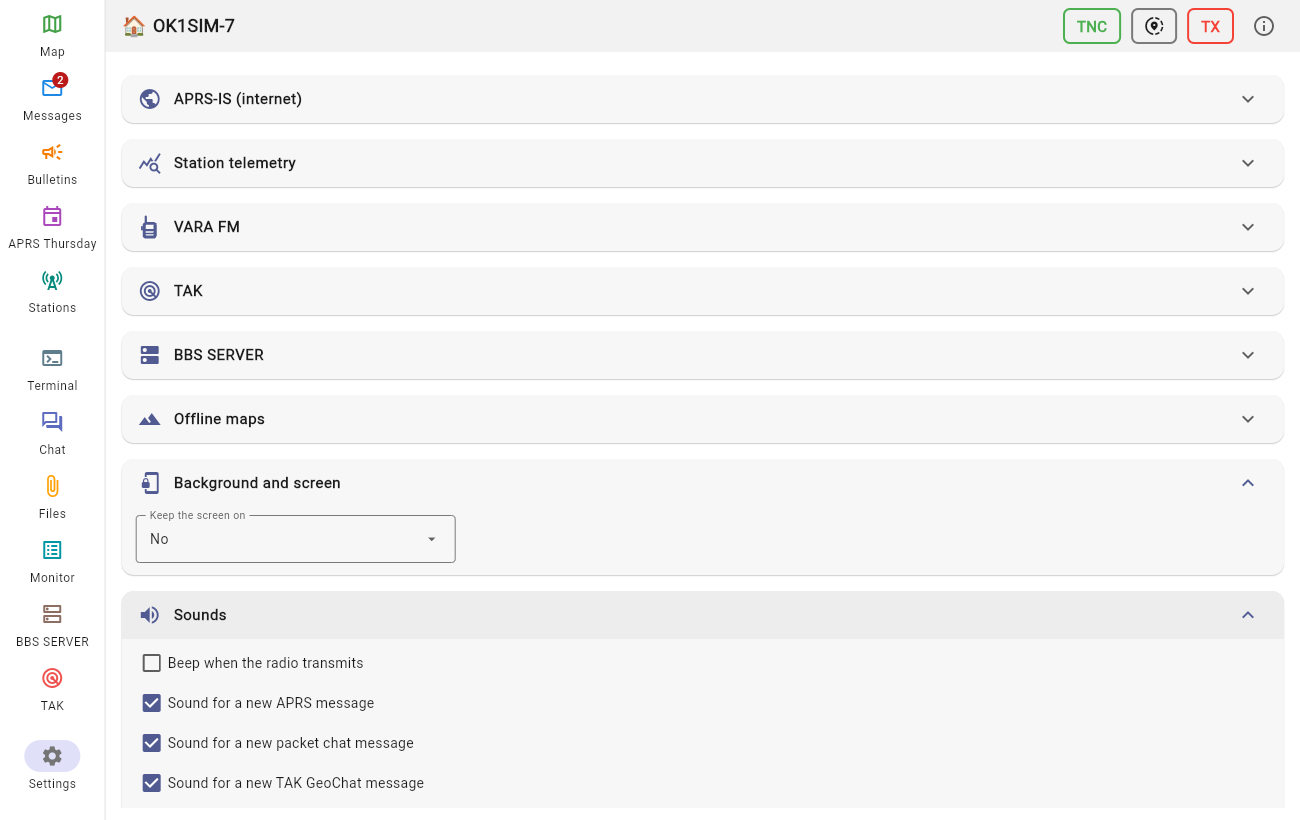 Map
2
Messages
Bulletins
APRS Thursday
Stations
Terminal
Chat
Files
Monitor
BBS SERVER
TAK
Settings
OK1SIM-7
TNC
TX
APRS-IS (internet)
Station telemetry
VARA FM
TAK
BBS SERVER
Offline maps
Background and screen
Keep the screen on
No
Sounds
Beep when the radio transmits
Sound for a new APRS message
Sound for a new packet chat message
Sound for a new TAK GeoChat message